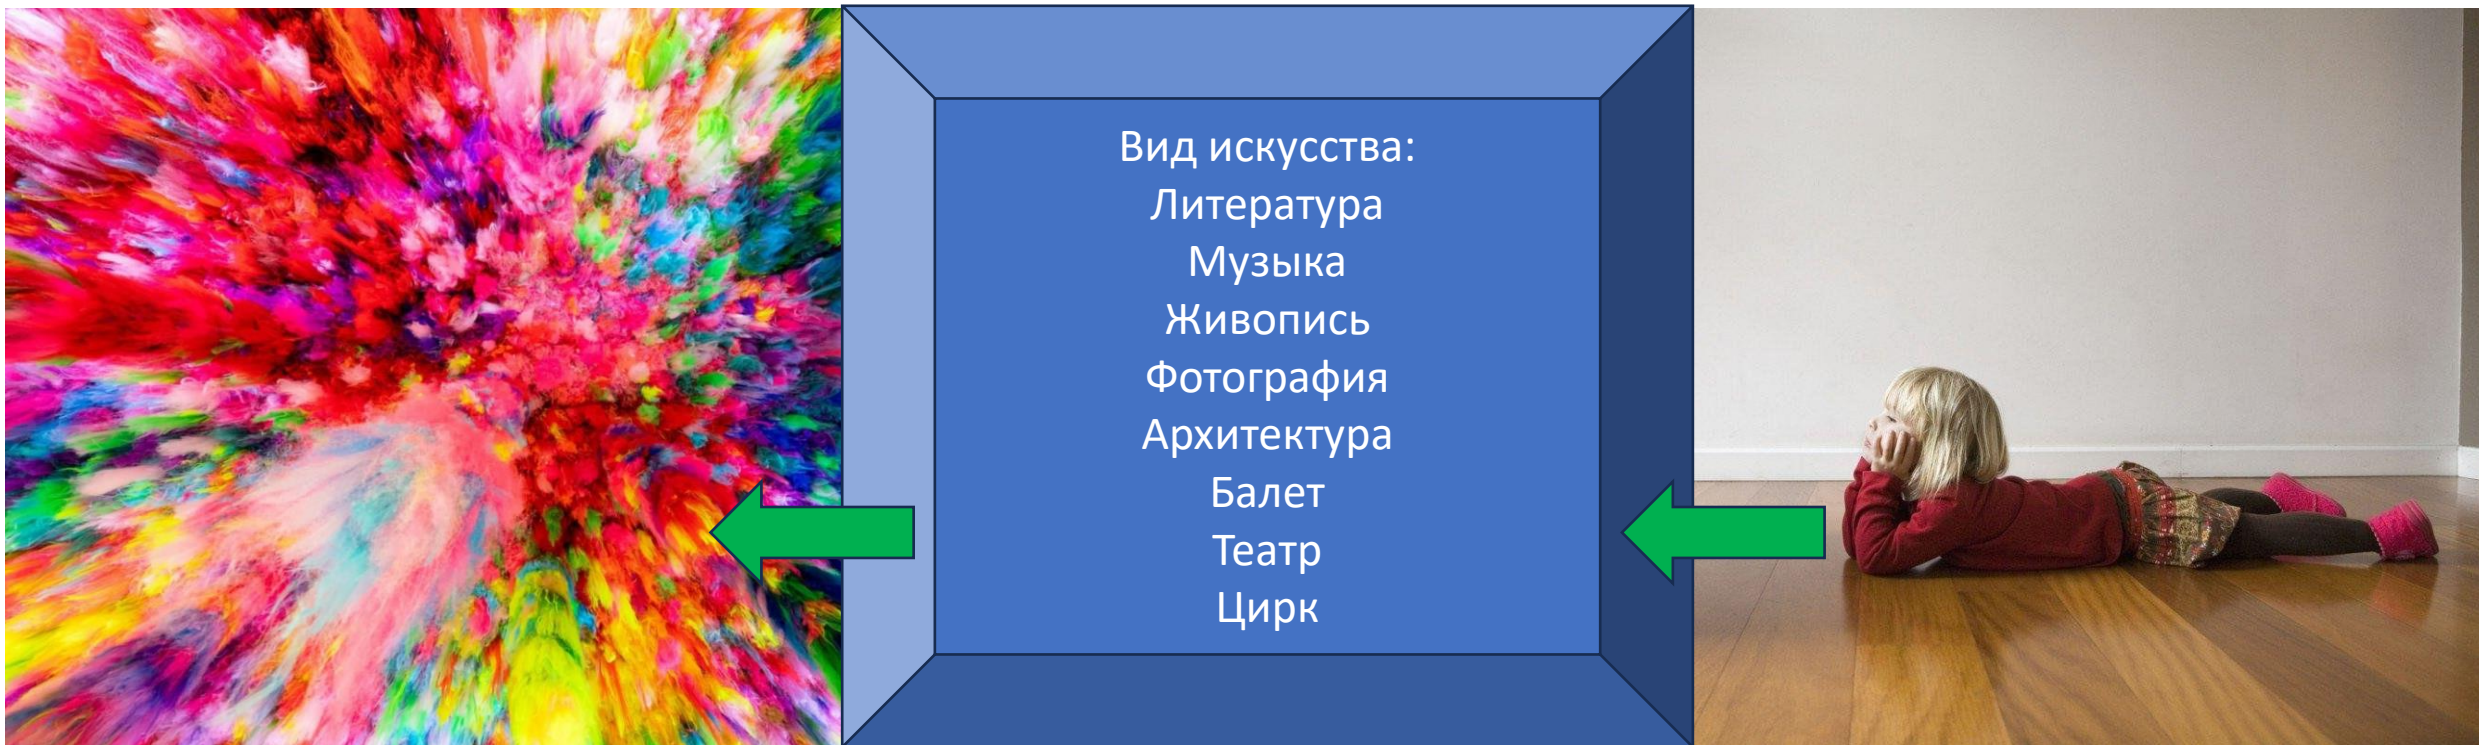 Вид искусства:
Литература
Музыка
Живопись
Фотография
Архитектура
Балет
Театр
Цирк